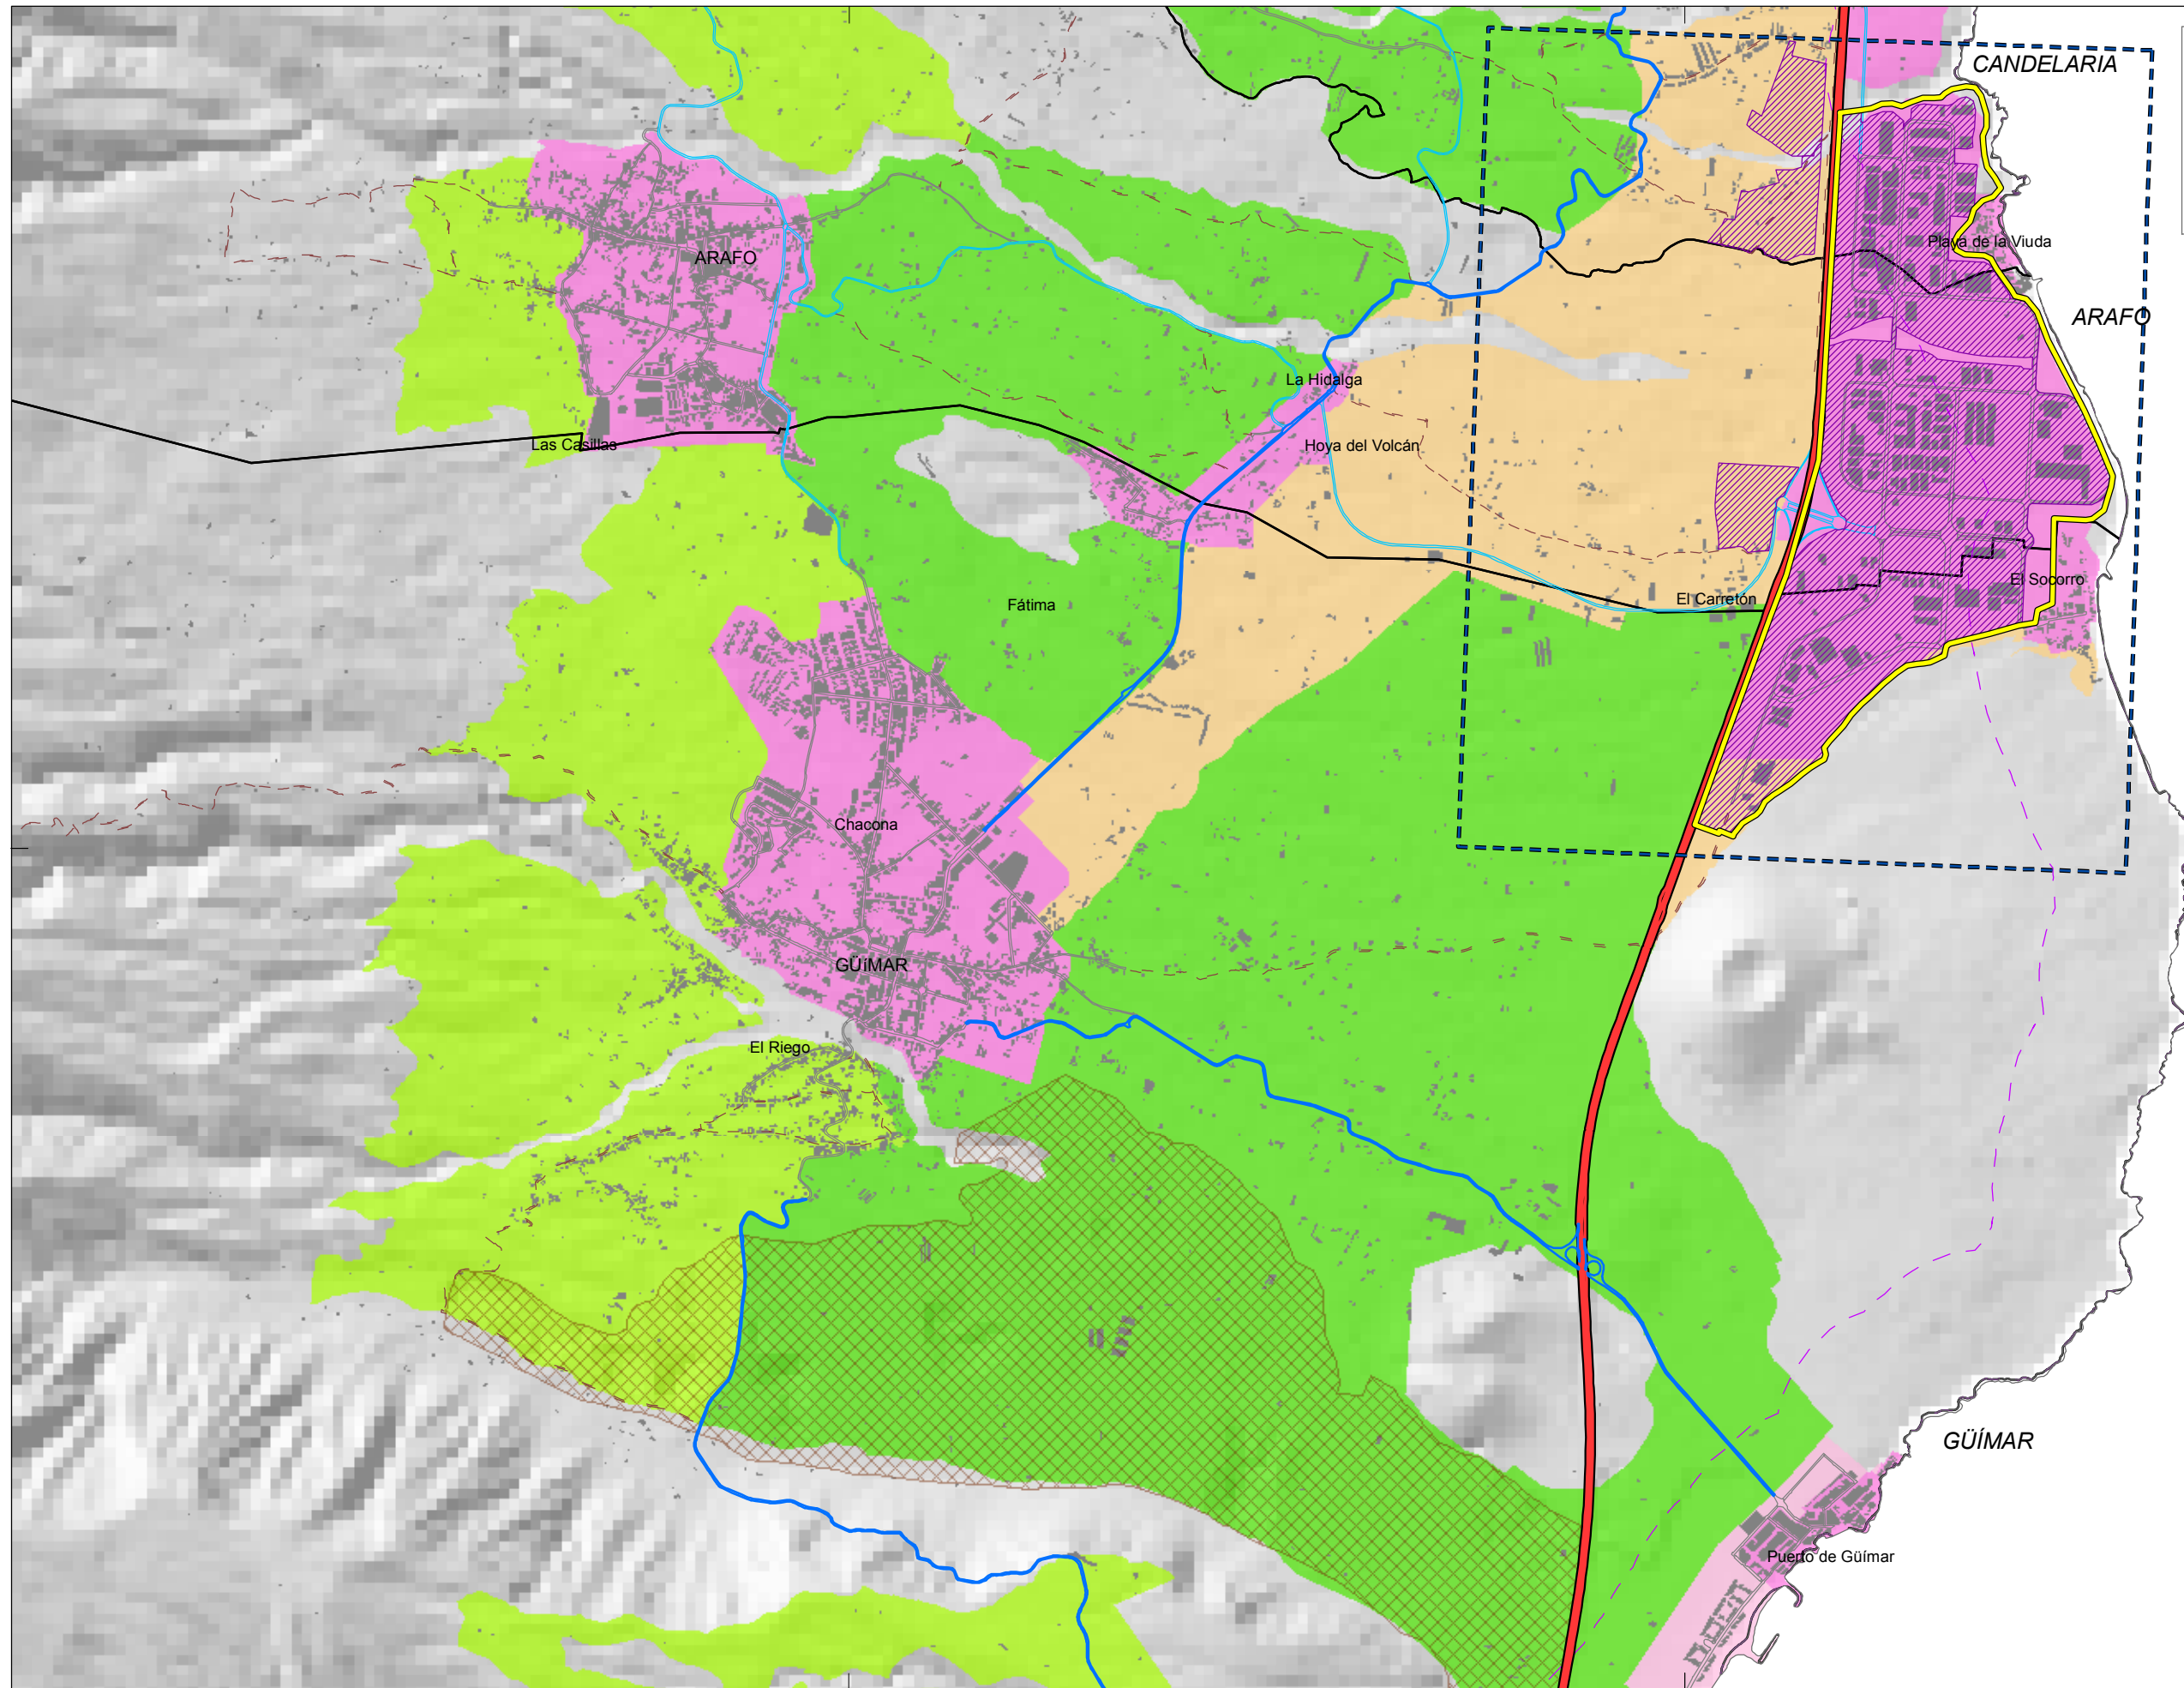 CANDELARIA
Playa de la Viuda
ARAFO
ARAFO
La Hidalga
Las Casillas
Hoya del Volcán
El Socorro
El Carretón
Fátima
Chacona
GÜíMAR
El Riego
GÜÍMAR
Puerto de Güímar